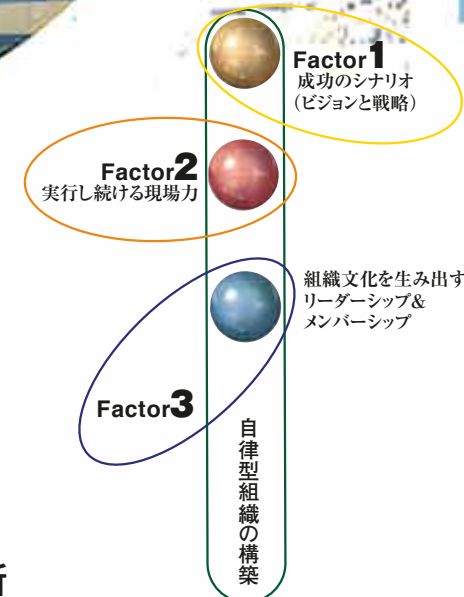 Factor1
成功のシナリオ
(ビジョンと戦略)
Factor2
実行し続ける現場力
組織文化を生み出す
リーダーシップ&
メンバーシップ
Factor3
自律型組織の構築